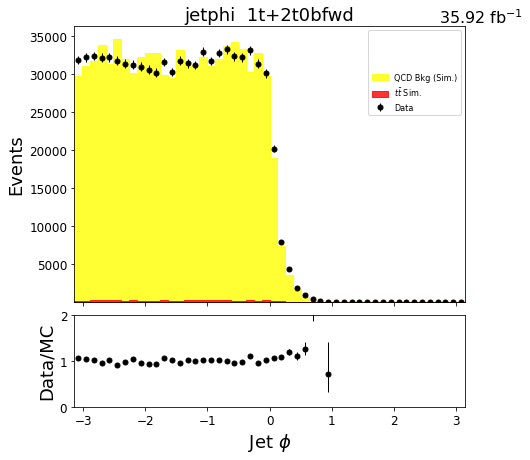 jetphi 1t+2t0bfwd
35.92 fb⁻¹
35000
30000
25000
20000
15000
10000
5000
Events
QCD Bkg (Sim.)
tt̄ Sim.
Data
2
1
0
Data/MC
−3 −2 −1 0 1 2 3
Jet ϕ